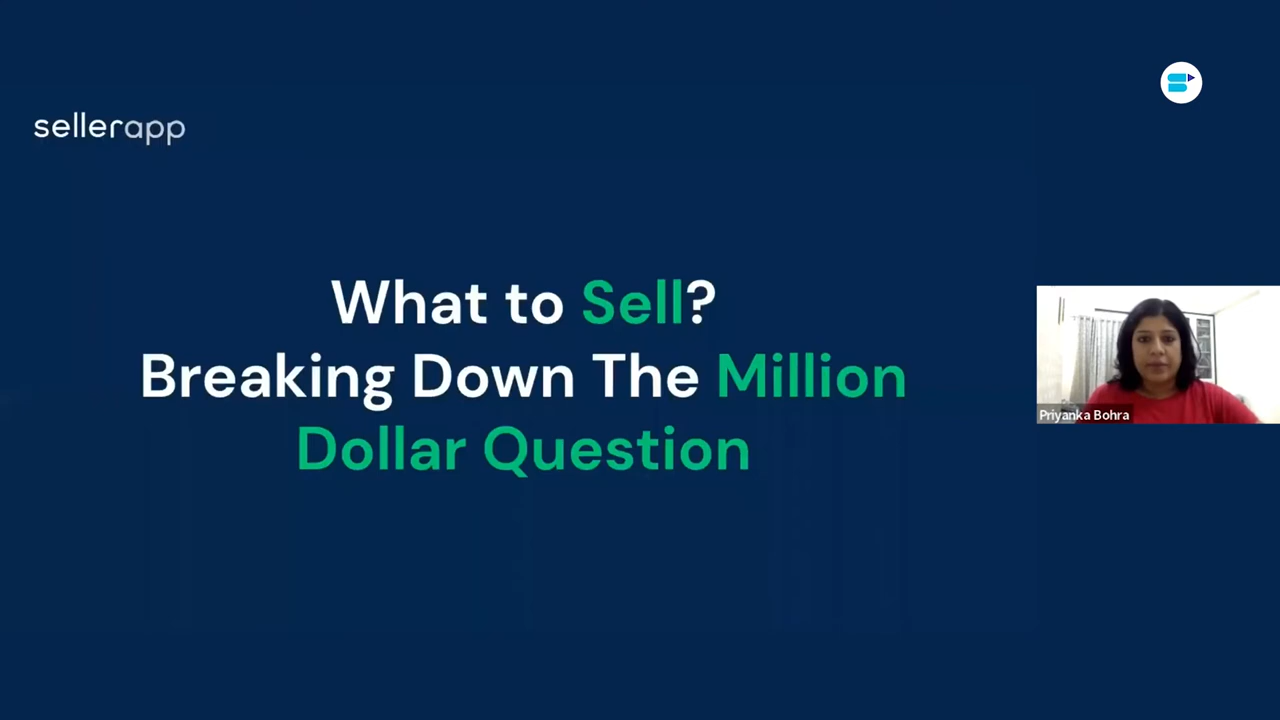 sellerapp
What to Sell?
Breaking Down The Million
Dollar Question
Priyanka Bohra